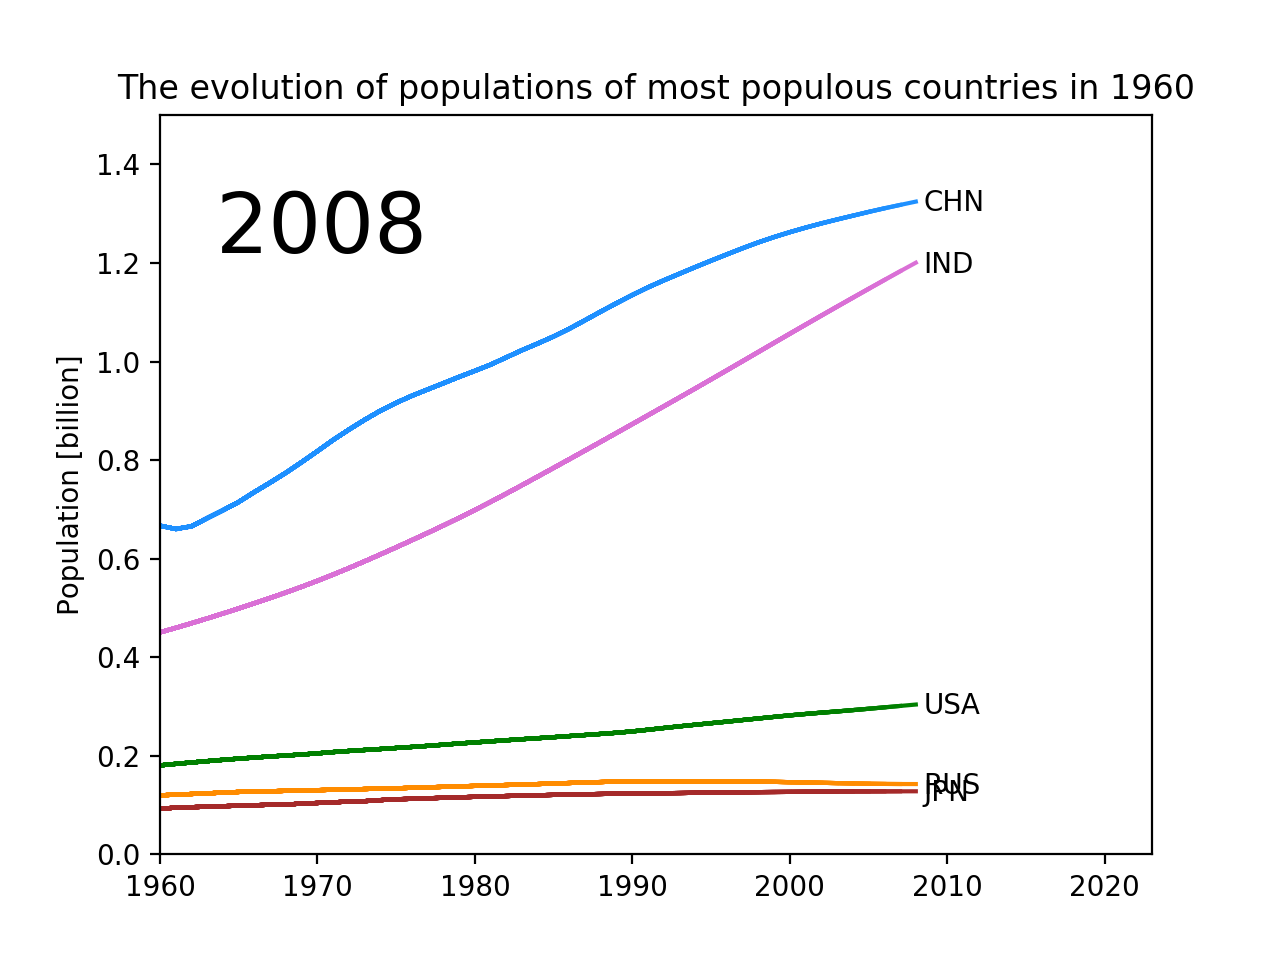 The evolution of populations of most populous countries in 1960
2008
Population [billion]
1.4
1.2
1.0
0.8
0.6
0.4
0.2
0.0
1960 1970 1980 1990 2000 2010 2020
CHN
IND
USA
RUS
JPN